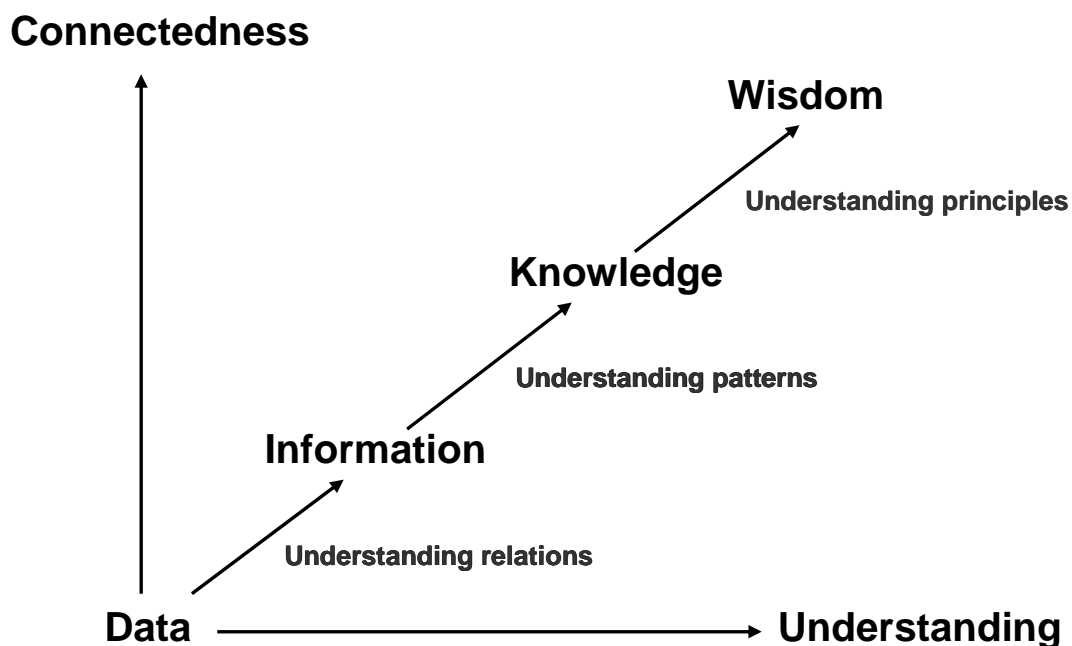 Connectedness
Wisdom
Understanding principles
Knowledge
Understanding patterns
Information
Understanding relations
Data
Understanding